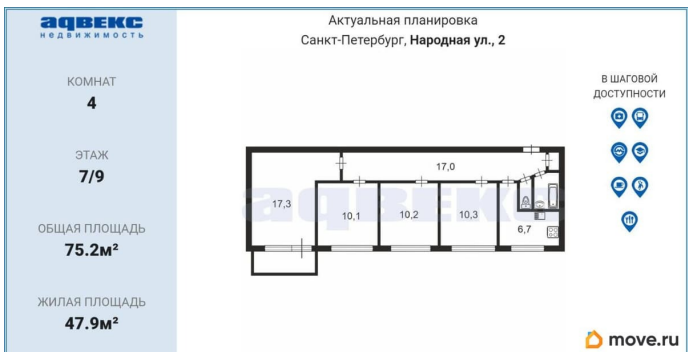 адвекс
недвижимость
КОМНАТ
4
ЭТАЖ
7/9
ОБЩАЯ ПЛОЩАДЬ
75.2м²
ЖИЛАЯ ПЛОЩАДЬ
47.9м²
Актуальная планировка
Санкт-Петербург, Народная ул., 2
17,0
17,3
10,1
10,2
10,3
6,7
адвекс
В ШАГОВОЙ
ДОСТУПНОСТИ
move.ru